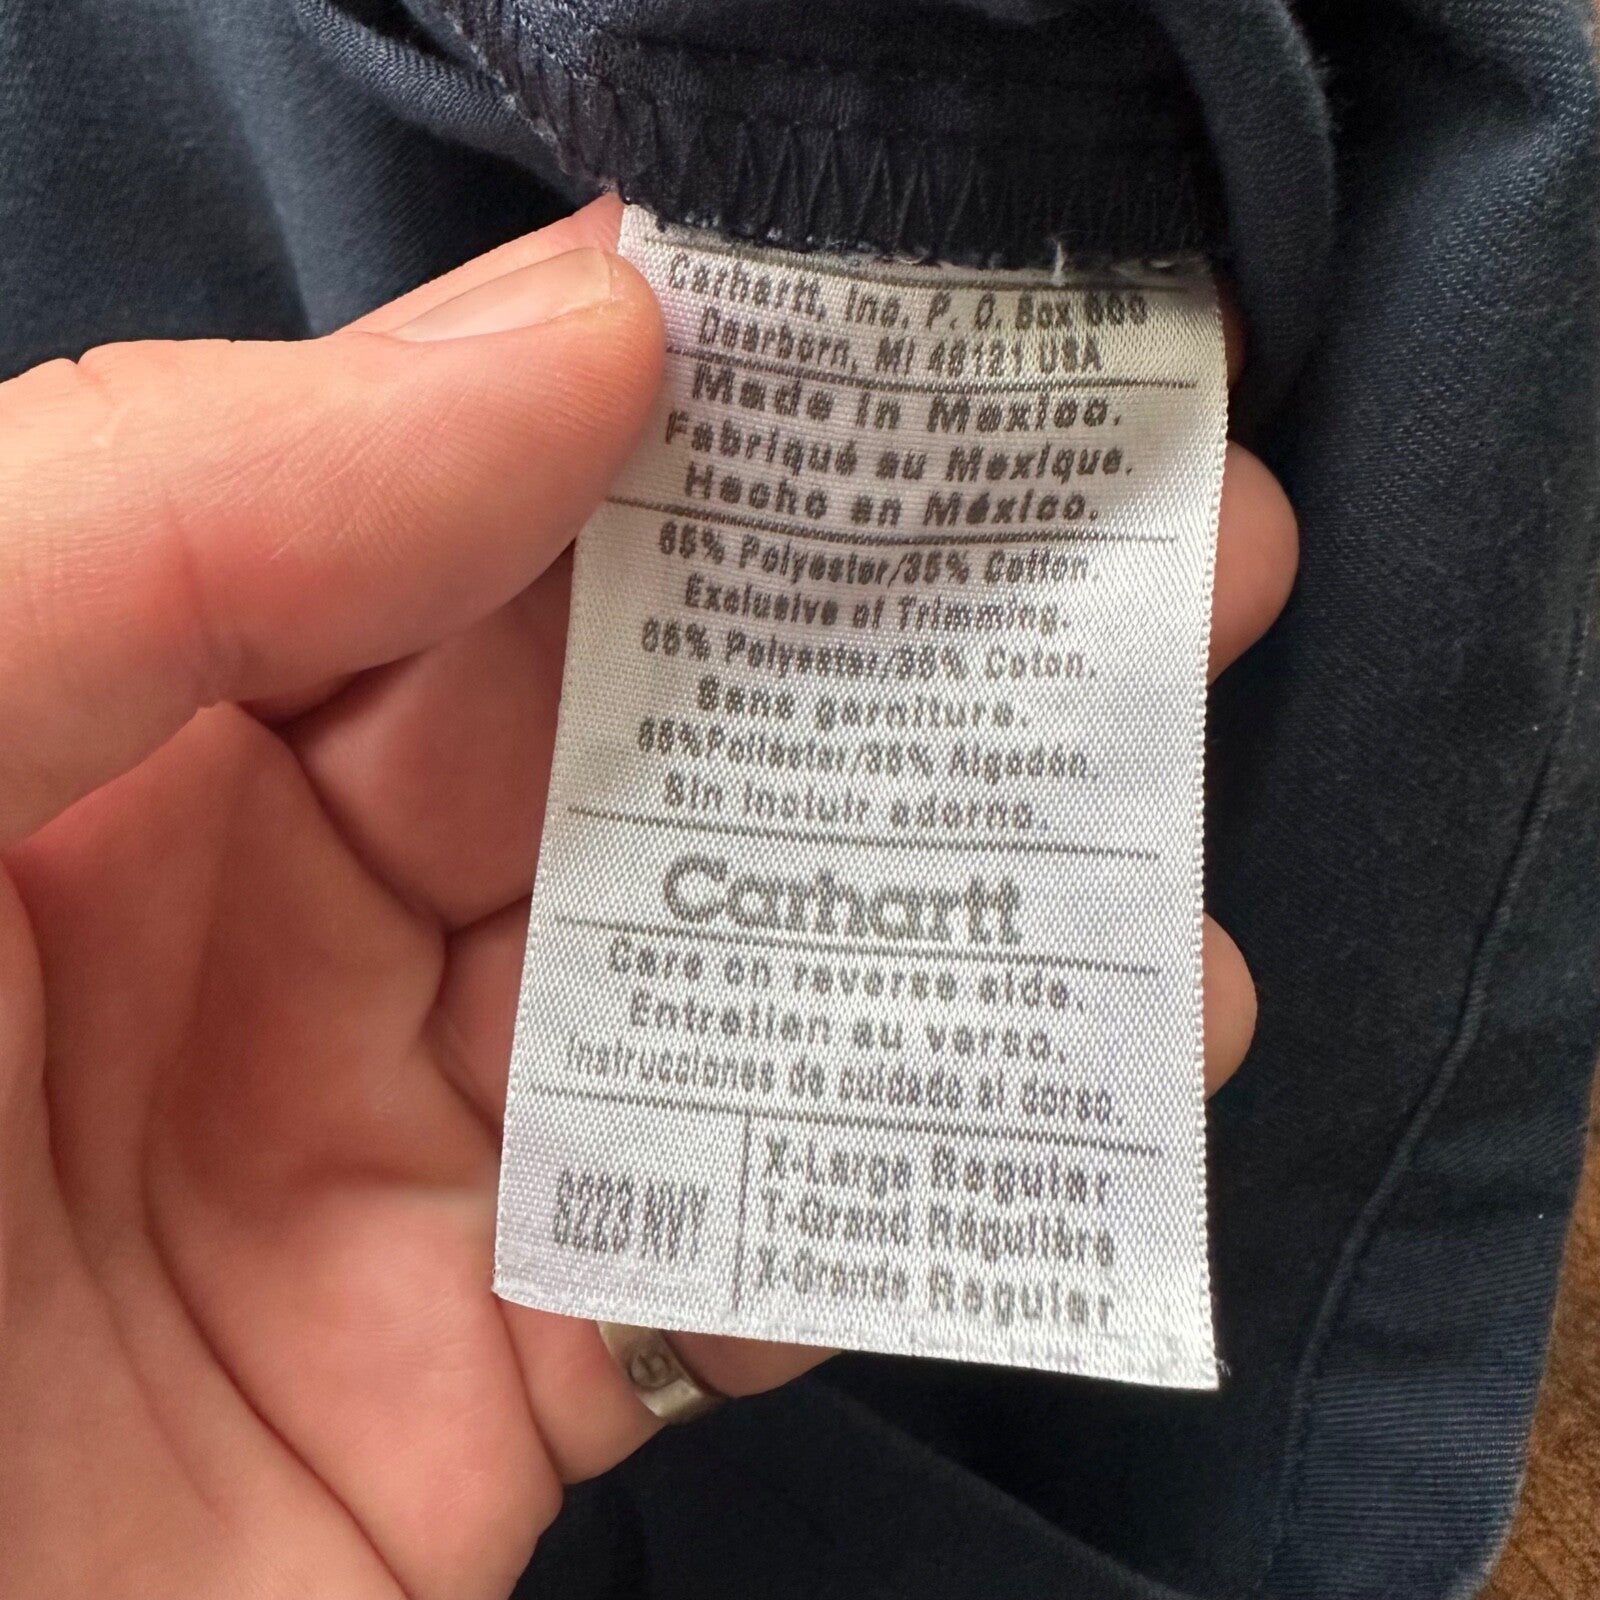 Carhartt, Inc. P. O. Box 600
Dearborn, MI 48121 USA
Made in Mexico.
Fabriqué au Mexique.
Hecho en México.
65% Polyester/35% Cotton.
Exclusive of Trimming.
65% Polyester/35% Coton.
Sans garniture.
65%Poliester/35% Algodón.
Sin incluir adorno.
Carhartt
Care on reverse side.
Entretien au verso.
Instrucciones de cuidado al dorso.
S223 NVY
X-Large Regular
T-Grand Régulière
X-Grande Regular